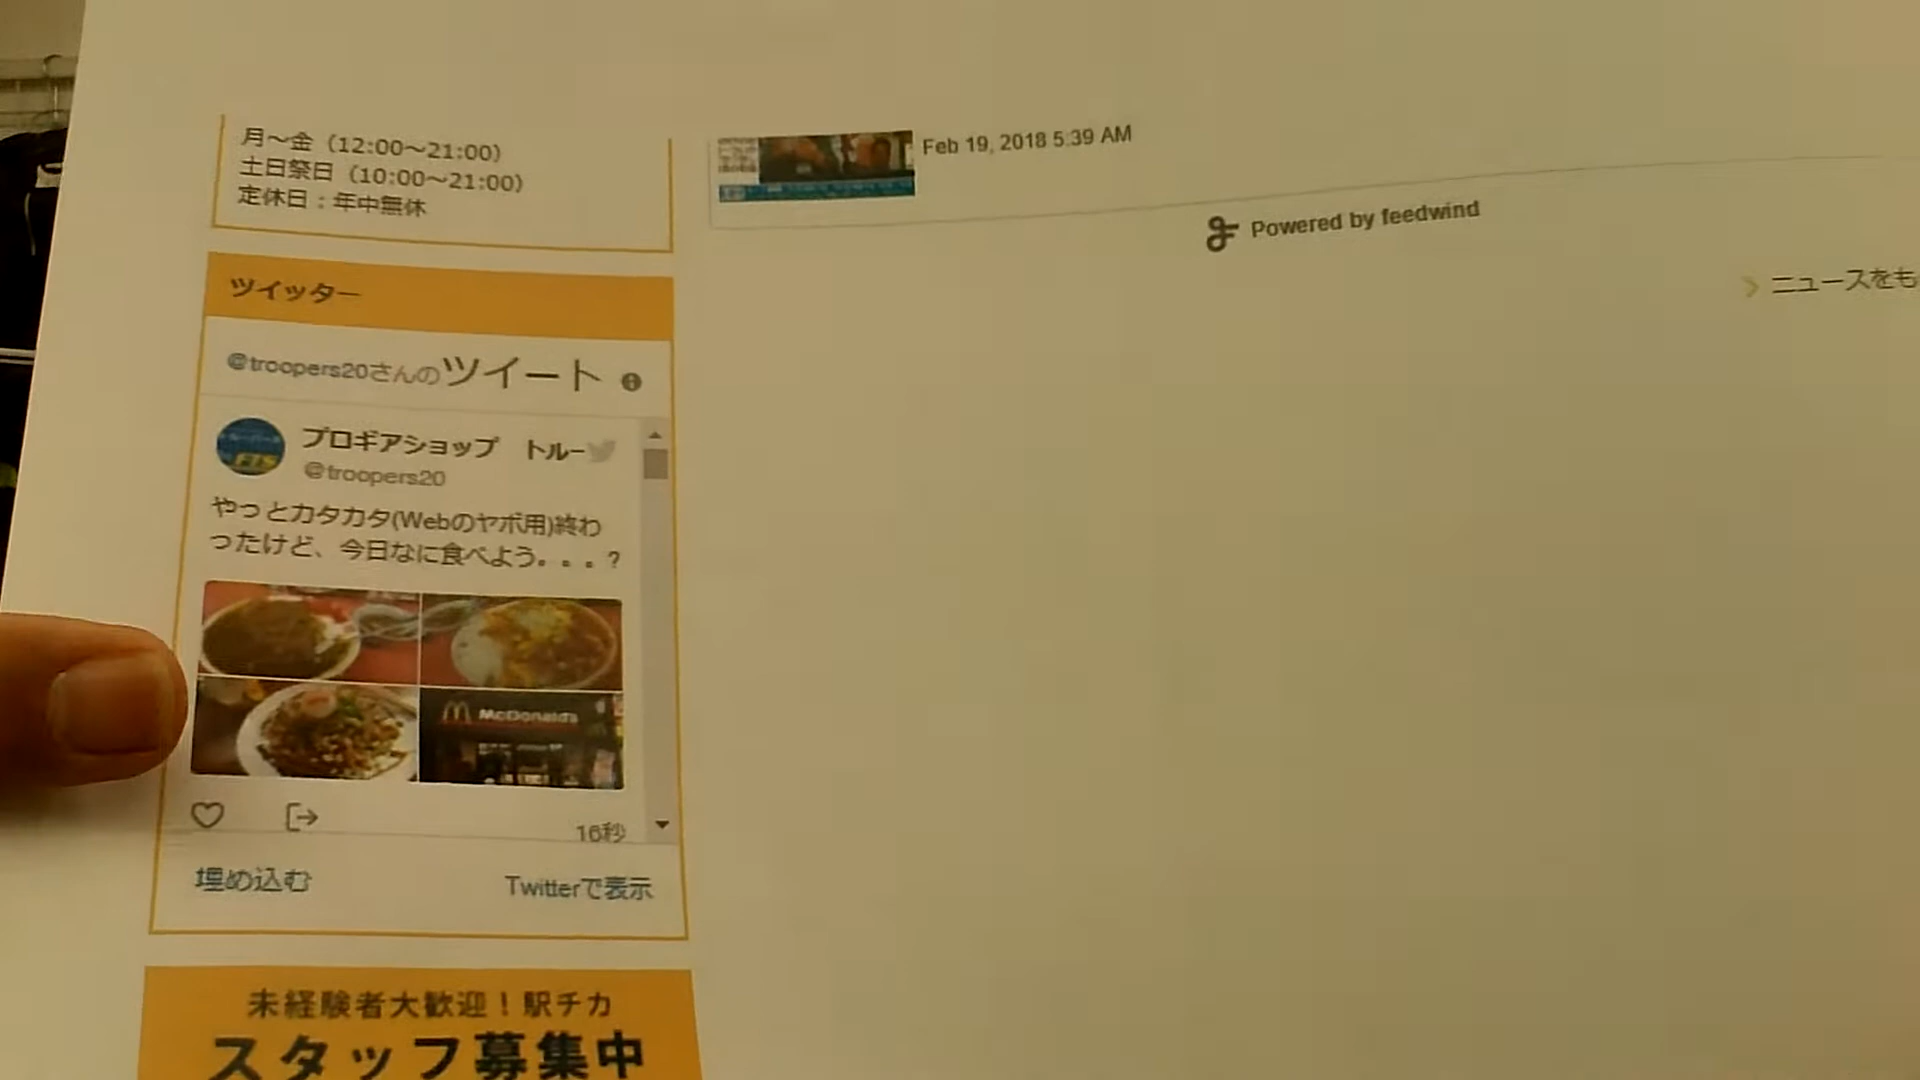 月～金（12:00～21:00）
土日祭日（10:00～21:00）
定休日：年中無休
Feb 19, 2018 5:39 AM
Powered by feedwind
ニュースをも
ツイッター
@troopers20さんのツイート
プロギアショップ　トルー
@troopers20
やっとカタカタ(Webのヤボ用)終わ
ったけど、今日なに食べよう。。。?
McDonald's
16秒
埋め込む
Twitterで表示
未経験者大歓迎！駅チカ
スタッフ募集中